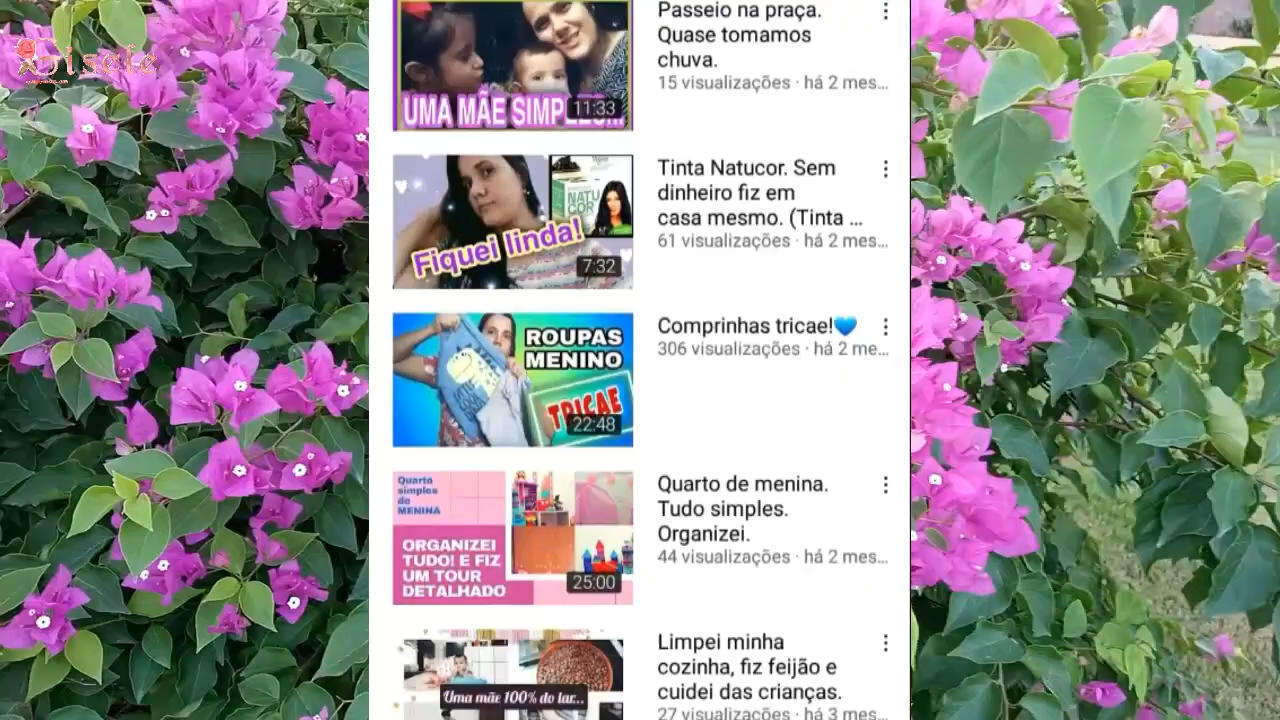 Passeio na praça.
Quase tomamos
chuva.
15 visualizações · há 2 mes...
UMA MÃE
11:33
Tinta Natucor. Sem
dinheiro fiz em
casa mesmo. (Tinta ...
61 visualizações · há 2 mes...
NATU
COR
Fiquei linda!
7:32
Comprinhas tricae!💙
306 visualizações · há 2 me...
ROUPAS
MENINO
TRICAE
22:48
Quarto de menina.
Tudo simples.
Organizei.
44 visualizações · há 2 mes...
Quarto
simples
de
MENINA
ORGANIZEI
TUDO! E FIZ
UM TOUR
DETALHADO
25:00
Limpei minha
cozinha, fiz feijão e
cuidei das crianças.
27 visualizações · há 3 mes...
Uma mãe 100% do lar...